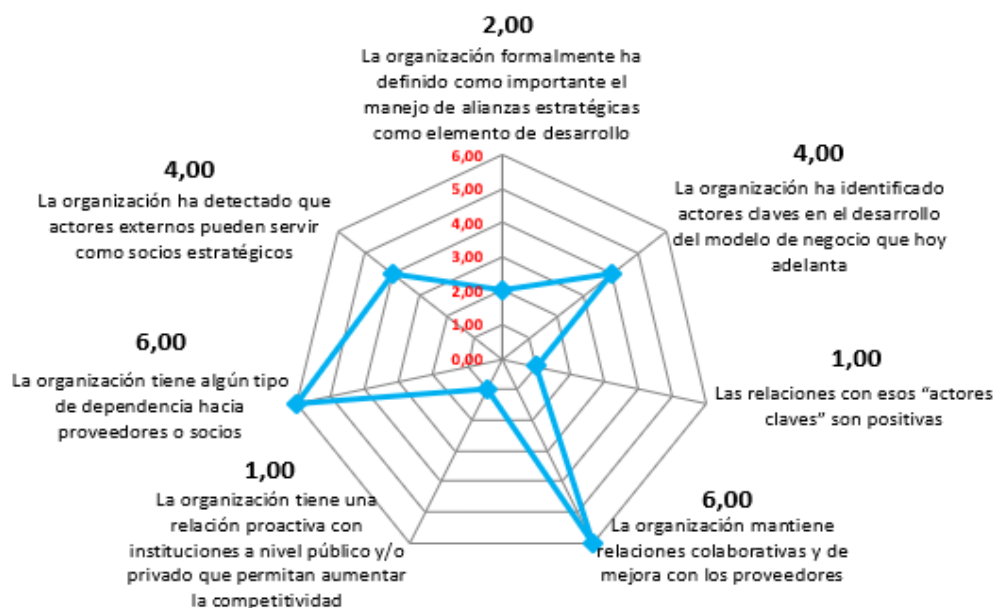 2,00
La organización formalmente ha
definido como importante el
manejo de alianzas estratégicas
como elemento de desarrollo
4,00
La organización ha identificado
actores claves en el desarrollo
del modelo de negocio que hoy
adelanta
1,00
Las relaciones con esos “actores
claves” son positivas
6,00
La organización mantiene
relaciones colaborativas y de
mejora con los proveedores
1,00
La organización tiene una
relación proactiva con
instituciones a nivel público y/o
privado que permitan aumentar
la competitividad
6,00
La organización tiene algún tipo
de dependencia hacia
proveedores o socios
4,00
La organización ha detectado que
actores externos pueden servir
como socios estratégicos
6,00
5,00
4,00
3,00
2,00
1,00
0,00